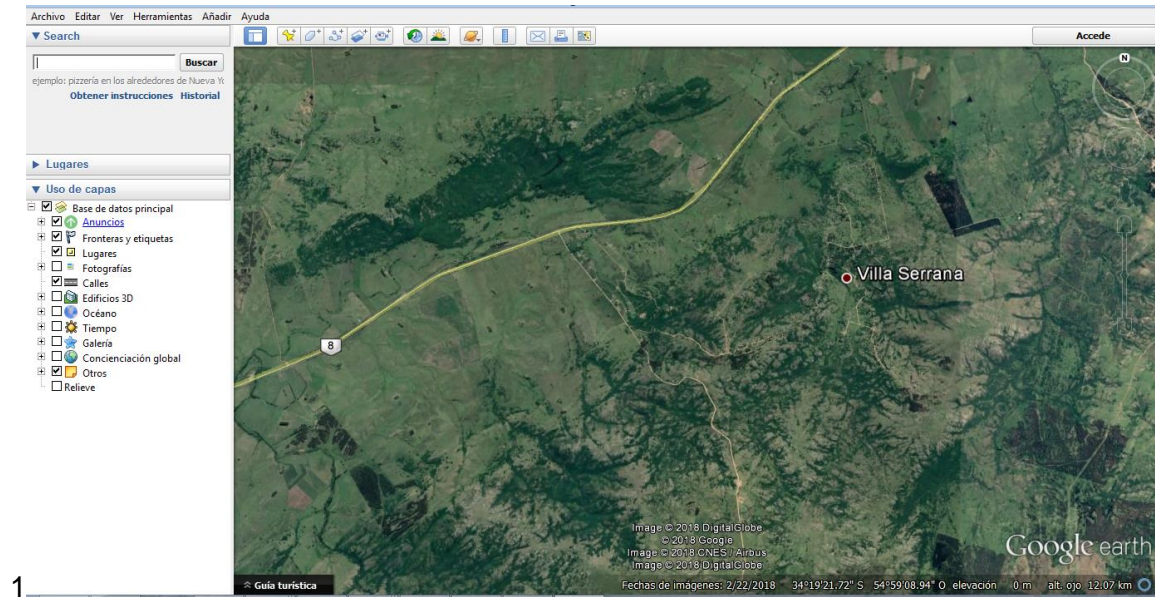 Archivo Editar Ver Herramientas Añadir Ayuda
Search
Buscar
ejemplo: pizzería en los alrededores de Nueva Yo
Obtener instrucciones Historial
Lugares
Uso de capas
Base de datos principal
Anuncios
Fronteras y etiquetas
Lugares
Fotografías
Calles
Edificios 3D
Océano
Tiempo
Galería
Concienciación global
Otros
Relieve
Accede
N
Villa Serrana
8
Image © 2018 DigitalGlobe
© 2018 Google
Image © 2018 CNES / Airbus
Image © 2018 DigitalGlobe
Google earth
Guía turística
Fechas de imágenes: 2/22/2018 34°19'21.72" S 54°59'08.94" O elevación 0 m alt. ojo 12.07 km
1